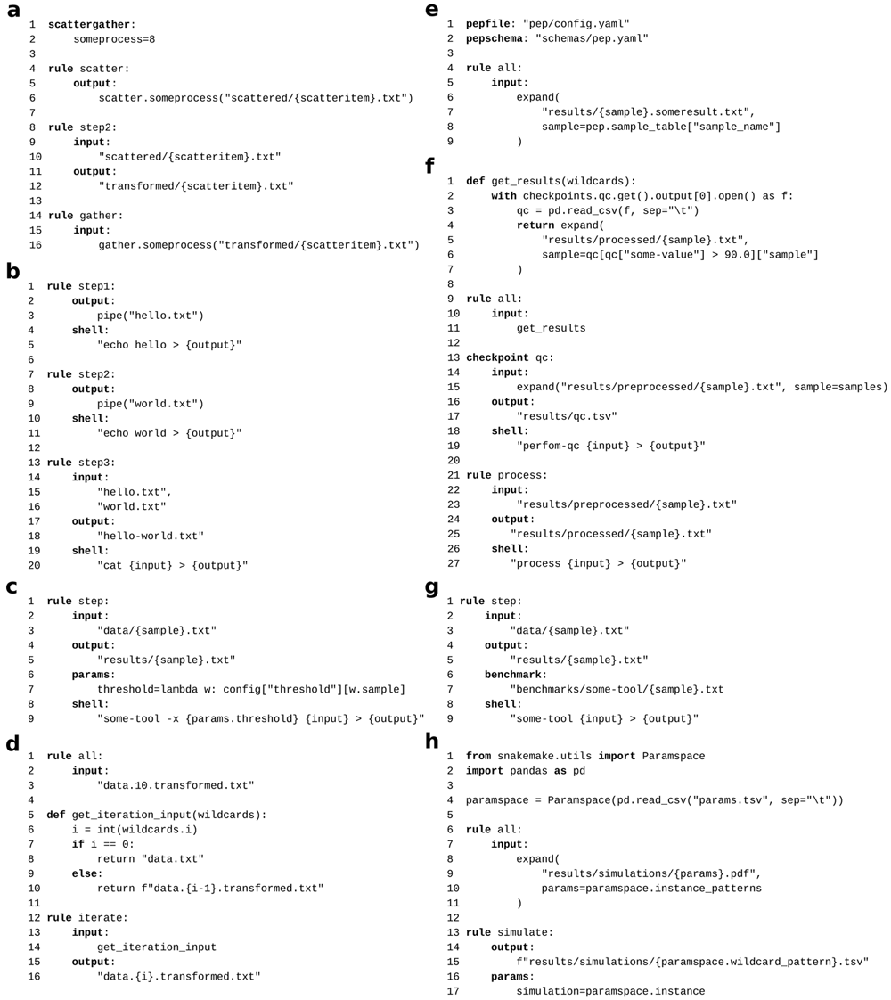 a
1 scattergather:
2     someprocess=8
3
4 rule scatter:
5     output:
6         scatter.someprocess("scattered/{scatteritem}.txt")
7
8 rule step2:
9     input:
10         "scattered/{scatteritem}.txt"
11     output:
12         "transformed/{scatteritem}.txt"
13
14 rule gather:
15     input:
16         gather.someprocess("transformed/{scatteritem}.txt")
b
1 rule step1:
2     output:
3         pipe("hello.txt")
4     shell:
5         "echo hello > {output}"
6
7 rule step2:
8     output:
9         pipe("world.txt")
10     shell:
11         "echo world > {output}"
12
13 rule step3:
14     input:
15         "hello.txt",
16         "world.txt"
17     output:
18         "hello-world.txt"
19     shell:
20         "cat {input} > {output}"
c
1 rule step:
2     input:
3         "data/{sample}.txt"
4     output:
5         "results/{sample}.txt"
6     params:
7         threshold=lambda w: config["threshold"][w.sample]
8     shell:
9         "some-tool -x {params.threshold} {input} > {output}"
d
1 rule all:
2     input:
3         "data.10.transformed.txt"
4
5 def get_iteration_input(wildcards):
6     i = int(wildcards.i)
7     if i == 0:
8         return "data.txt"
9     else:
10         return f"data.{i-1}.transformed.txt"
11
12 rule iterate:
13     input:
14         get_iteration_input
15     output:
16         "data.{i}.transformed.txt"
e
1 pepfile: "pep/config.yaml"
2 pepschema: "schemas/pep.yaml"
3
4 rule all:
5     input:
6         expand(
7             "results/{sample}.someresult.txt",
8             sample=pep.sample_table["sample_name"]
9         )
f
1 def get_results(wildcards):
2     with checkpoints.qc.get().output[0].open() as f:
3         qc = pd.read_csv(f, sep="\t")
4         return expand(
5             "results/processed/{sample}.txt",
6             sample=qc[qc["some-value"] > 90.0]["sample"]
7         )
8
9 rule all:
10     input:
11         get_results
12
13 checkpoint qc:
14     input:
15         expand("results/preprocessed/{sample}.txt", sample=samples)
16     output:
17         "results/qc.tsv"
18     shell:
19         "perfom-qc {input} > {output}"
20
21 rule process:
22     input:
23         "results/preprocessed/{sample}.txt"
24     output:
25         "results/processed/{sample}.txt"
26     shell:
27         "process {input} > {output}"
g
1 rule step:
2     input:
3         "data/{sample}.txt"
4     output:
5         "results/{sample}.txt"
6     benchmark:
7         "benchmarks/some-tool/{sample}.txt
8     shell:
9         "some-tool {input} > {output}"
h
1 from snakemake.utils import Paramspace
2 import pandas as pd
3
4 paramspace = Paramspace(pd.read_csv("params.tsv", sep="\t"))
5
6 rule all:
7     input:
8         expand(
9             "results/simulations/{params}.pdf",
10             params=paramspace.instance_patterns
11         )
12
13 rule simulate:
14     output:
15         f"results/simulations/{paramspace.wildcard_pattern}.tsv"
16     params:
17         simulation=paramspace.instance